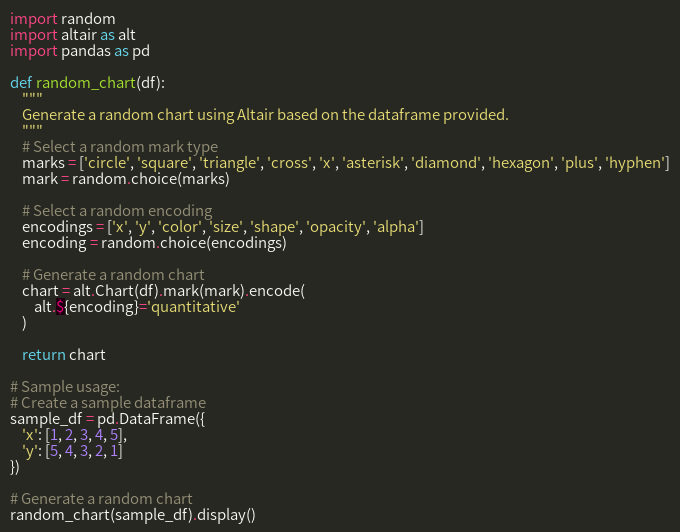 import random
import altair as alt
import pandas as pd
def random_chart(df):
"""
Generate a random chart using Altair based on the dataframe provided.
"""
# Select a random mark type
marks = ['circle', 'square', 'triangle', 'cross', 'x', 'asterisk', 'diamond', 'hexagon', 'plus', 'hyphen']
mark = random.choice(marks)
# Select a random encoding
encodings = ['x', 'y', 'color', 'size', 'shape', 'opacity', 'alpha']
encoding = random.choice(encodings)
# Generate a random chart
chart = alt.Chart(df).mark(mark).encode(
alt.${encoding}='quantitative'
)
return chart
# Sample usage:
# Create a sample dataframe
sample_df = pd.DataFrame({
'x': [1, 2, 3, 4, 5],
'y': [5, 4, 3, 2, 1]
})
# Generate a random chart
random_chart(sample_df).display()